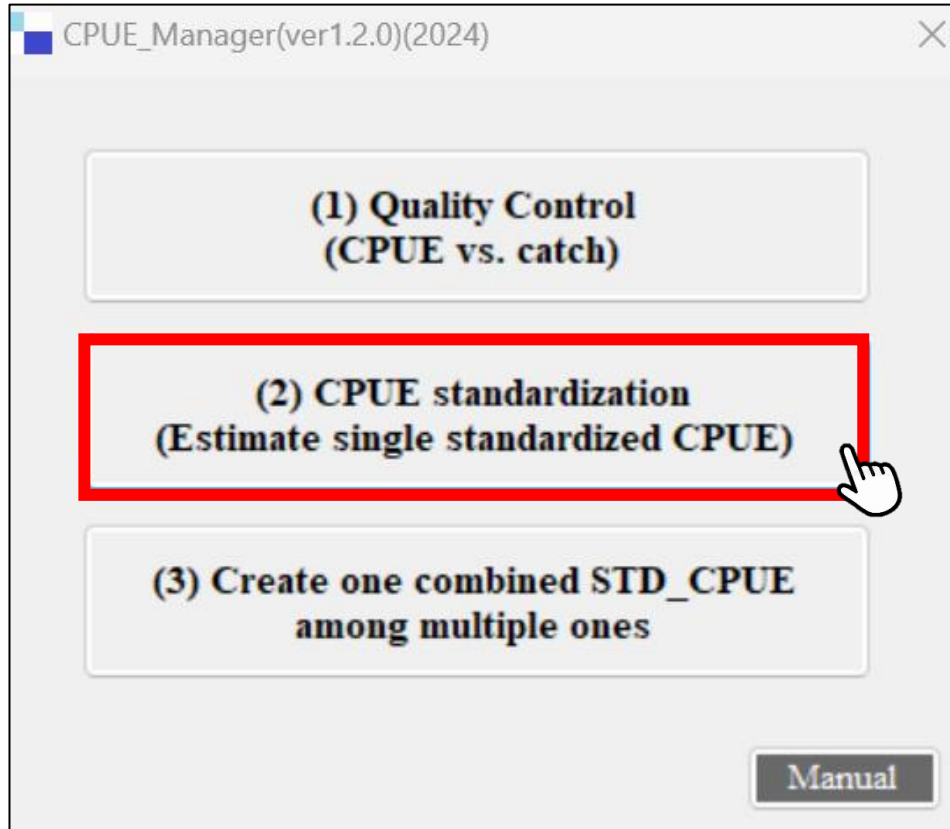 CPUE_Manager(ver1.2.0)(2024)
(1) Quality Control
(CPUE vs. catch)
(2) CPUE standardization
(Estimate single standardized CPUE)
(3) Create one combined STD_CPUE
among multiple ones
Manual